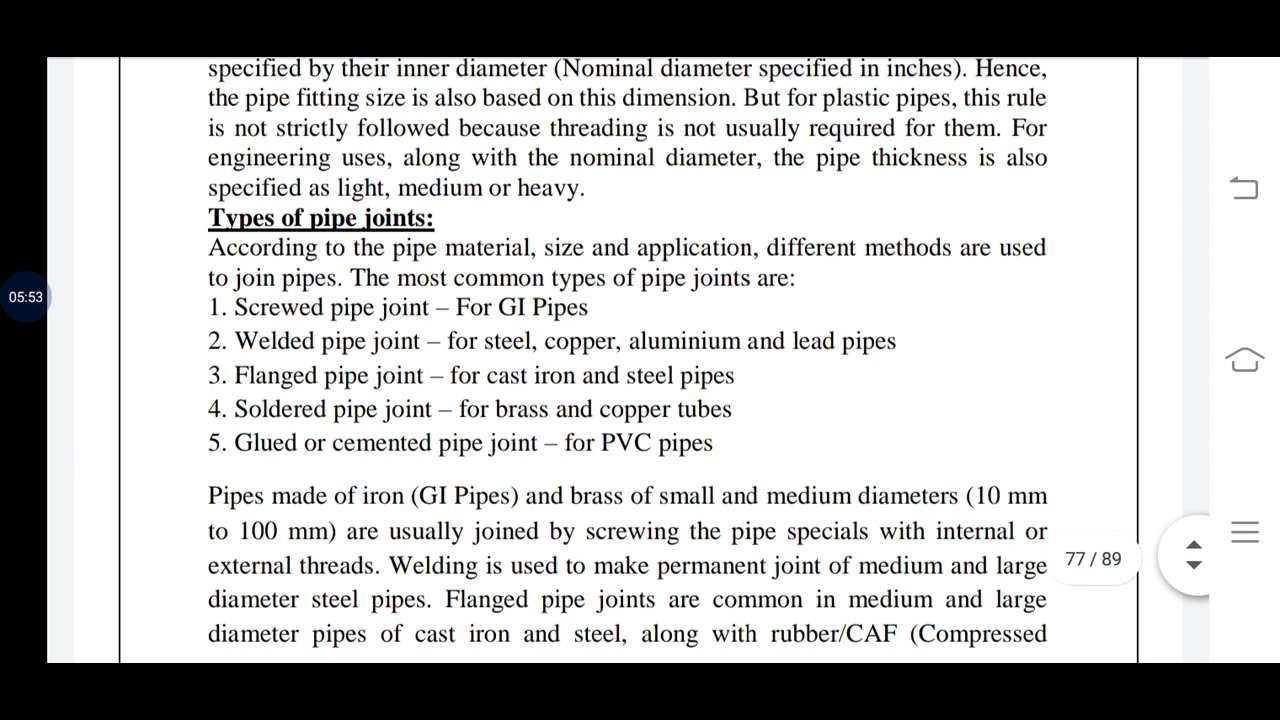 specified by their inner diameter (Nominal diameter specified in inches). Hence,
the pipe fitting size is also based on this dimension. But for plastic pipes, this rule
is not strictly followed because threading is not usually required for them. For
engineering uses, along with the nominal diameter, the pipe thickness is also
specified as light, medium or heavy.
Types of pipe joints:
According to the pipe material, size and application, different methods are used
to join pipes. The most common types of pipe joints are:
05:53
1. Screwed pipe joint – For GI Pipes
2. Welded pipe joint – for steel, copper, aluminium and lead pipes
3. Flanged pipe joint – for cast iron and steel pipes
4. Soldered pipe joint – for brass and copper tubes
5. Glued or cemented pipe joint – for PVC pipes
Pipes made of iron (GI Pipes) and brass of small and medium diameters (10 mm
to 100 mm) are usually joined by screwing the pipe specials with internal or
external threads. Welding is used to make permanent joint of medium and large
77 / 89
diameter steel pipes. Flanged pipe joints are common in medium and large
diameter pipes of cast iron and steel, along with rubber/CAF (Compressed